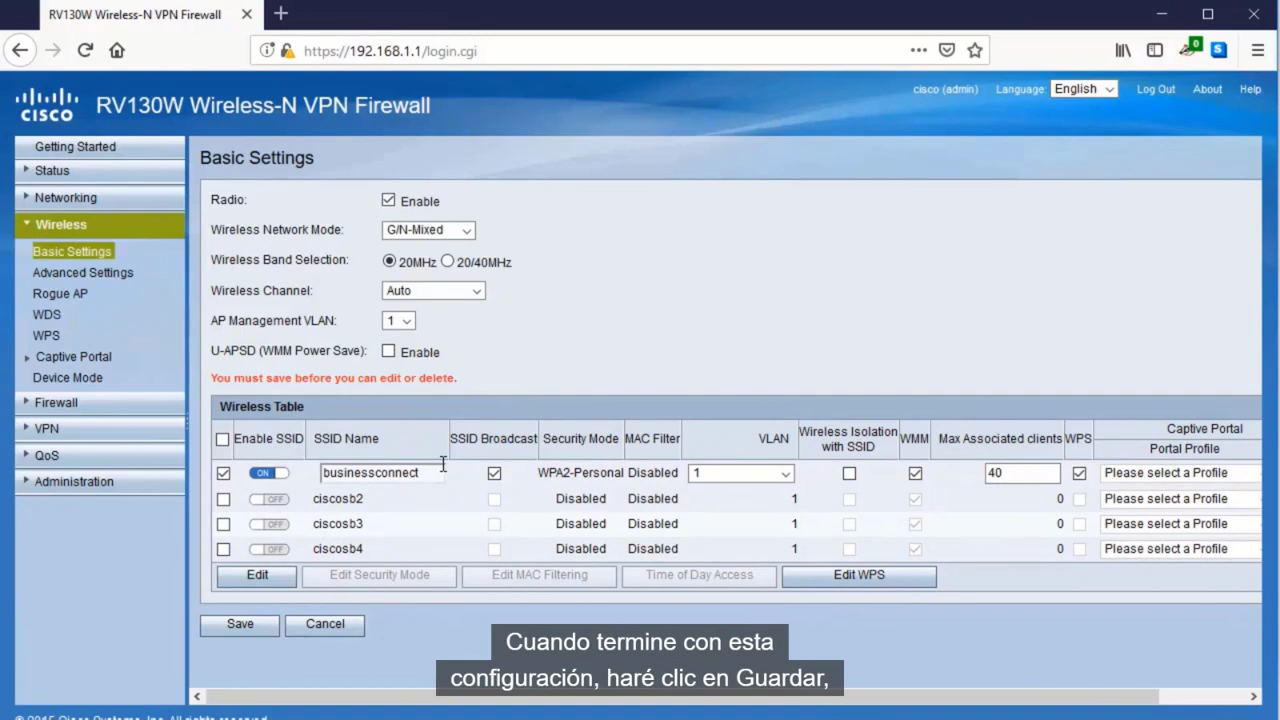 RV130W Wireless-N VPN Firewall
https://192.168.1.1/login.cgi
0
S
cisco
RV130W Wireless-N VPN Firewall
cisco (admin) Language: English Log Out About Help
Getting Started
Status
Networking
Wireless
Basic Settings
Advanced Settings
Rogue AP
WDS
WPS
Captive Portal
Device Mode
Firewall
VPN
QoS
Administration
Basic Settings
Radio: Enable
Wireless Network Mode: G/N-Mixed
Wireless Band Selection: 20MHz 20/40MHz
Wireless Channel: Auto
AP Management VLAN: 1
U-APSD (WMM Power Save): Enable
You must save before you can edit or delete.
Wireless Table
Enable SSID SSID Name SSID Broadcast Security Mode MAC Filter VLAN Wireless Isolation with SSID WMM Max Associated clients WPS Captive Portal
Portal Profile
ON businessconnect WPA2-Personal Disabled 1 40 Please select a Profile
OFF ciscosb2 Disabled Disabled 1 0 Please select a Profile
OFF ciscosb3 Disabled Disabled 1 0 Please select a Profile
OFF ciscosb4 Disabled Disabled 1 0 Please select a Profile
Edit Edit Security Mode Edit MAC Filtering Time of Day Access Edit WPS
Save Cancel
Cuando termine con esta
configuración, haré clic en Guardar,
© 2015 Cisco Systems, Inc. All rights reserved.